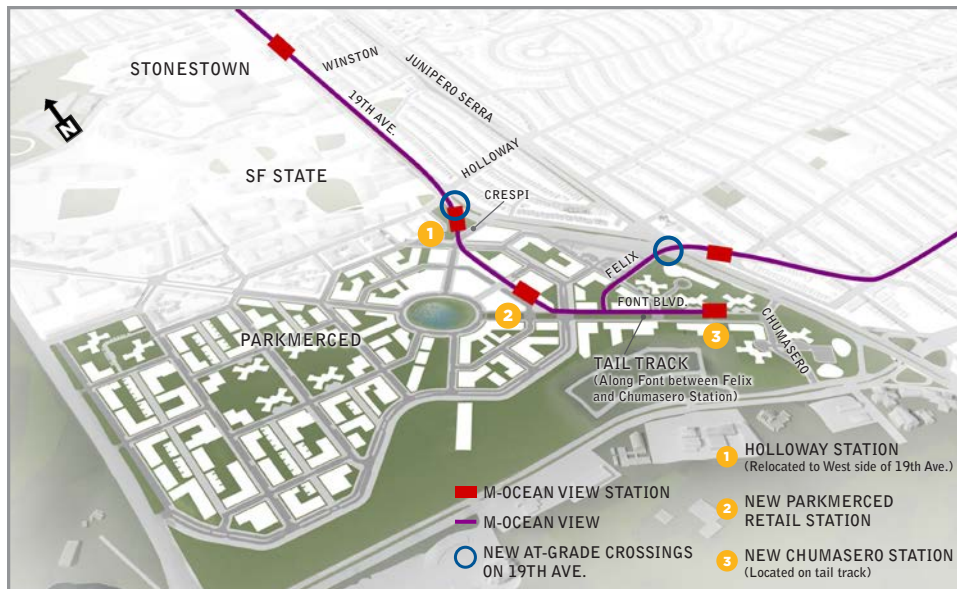 STONESTOWN
WINSTON
JUNIPERO SERRA
19TH AVE.
N
SF STATE
HOLLOWAY
CRESPI
1
FELIX
2
FONT BLVD.
PARKMERCED
3
CHUMASERO
TAIL TRACK
(Along Font between Felix
and Chumasero Station)
M-OCEAN VIEW STATION
M-OCEAN VIEW
NEW AT-GRADE CROSSINGS
ON 19TH AVE.
1 HOLLOWAY STATION
(Relocated to West side of 19th Ave.)
2 NEW PARKMERCED
RETAIL STATION
3 NEW CHUMASERO STATION
(Located on tail track)